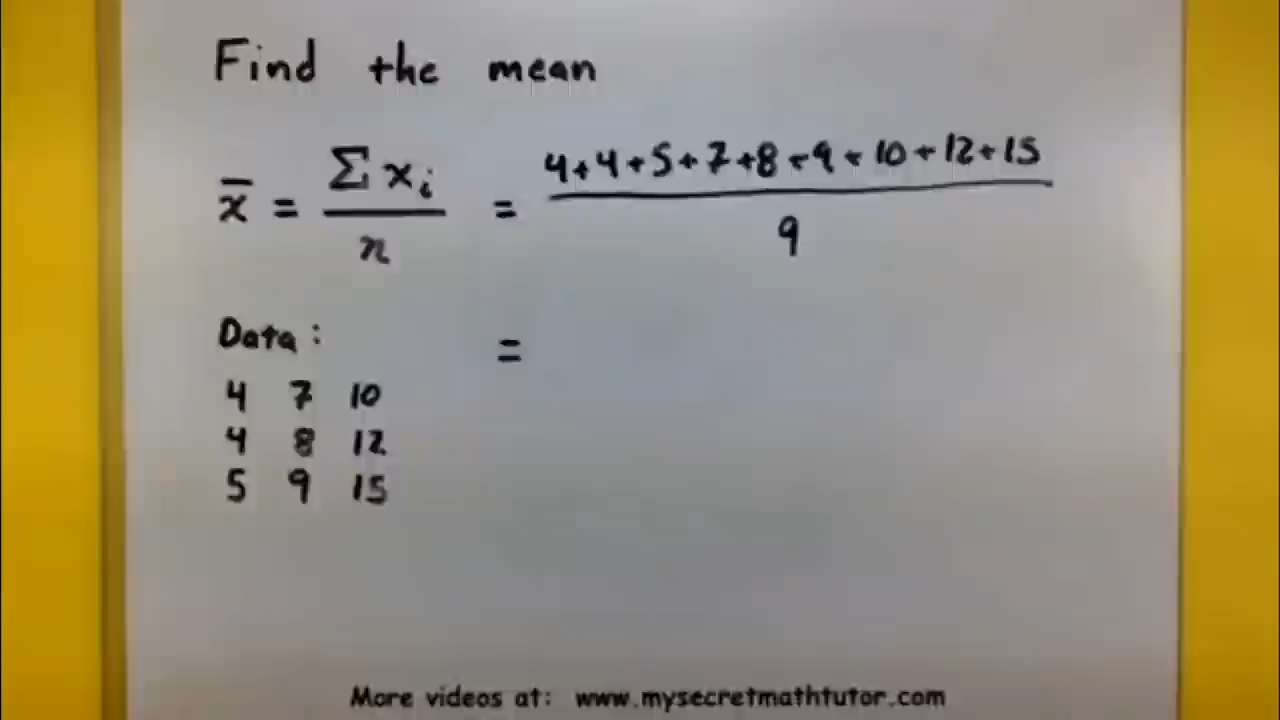 Find the mean
x̄ = Σxᵢ / n = 4+4+5+7+8+9+10+12+15 / 9
Data: =
4 7 10
4 8 12
5 9 15
More videos at: www.mysecretmathtutor.com